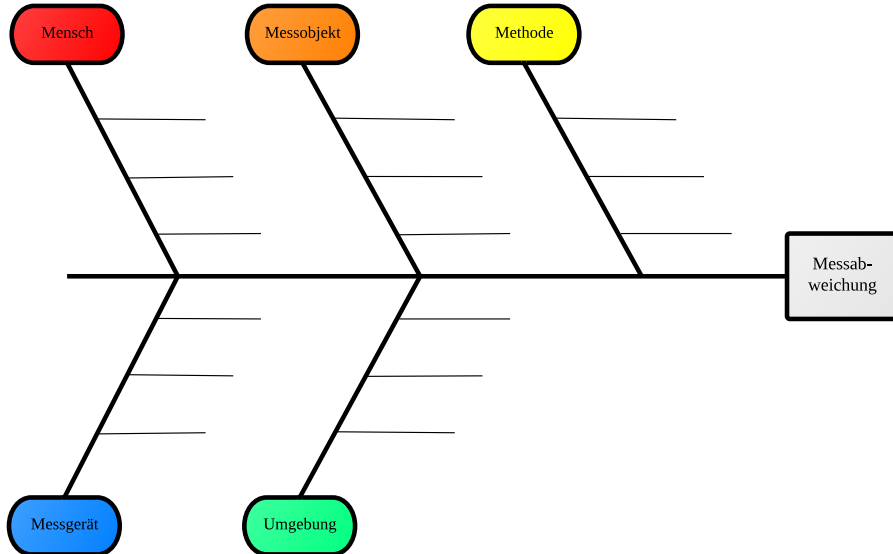 Mensch
Messobjekt
Methode
Messab-
weichung
Messgerät
Umgebung